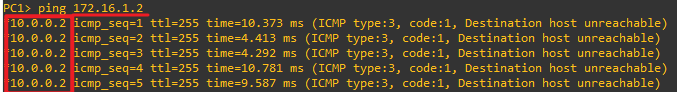 PC1> ping 172.16.1.2
*10.0.0.2 icmp_seq=1 ttl=255 time=10.373 ms (ICMP type:3, code:1, Destination host unreachable)
*10.0.0.2 icmp_seq=2 ttl=255 time=4.413 ms (ICMP type:3, code:1, Destination host unreachable)
*10.0.0.2 icmp_seq=3 ttl=255 time=4.292 ms (ICMP type:3, code:1, Destination host unreachable)
*10.0.0.2 icmp_seq=4 ttl=255 time=10.781 ms (ICMP type:3, code:1, Destination host unreachable)
*10.0.0.2 icmp_seq=5 ttl=255 time=9.587 ms (ICMP type:3, code:1, Destination host unreachable)